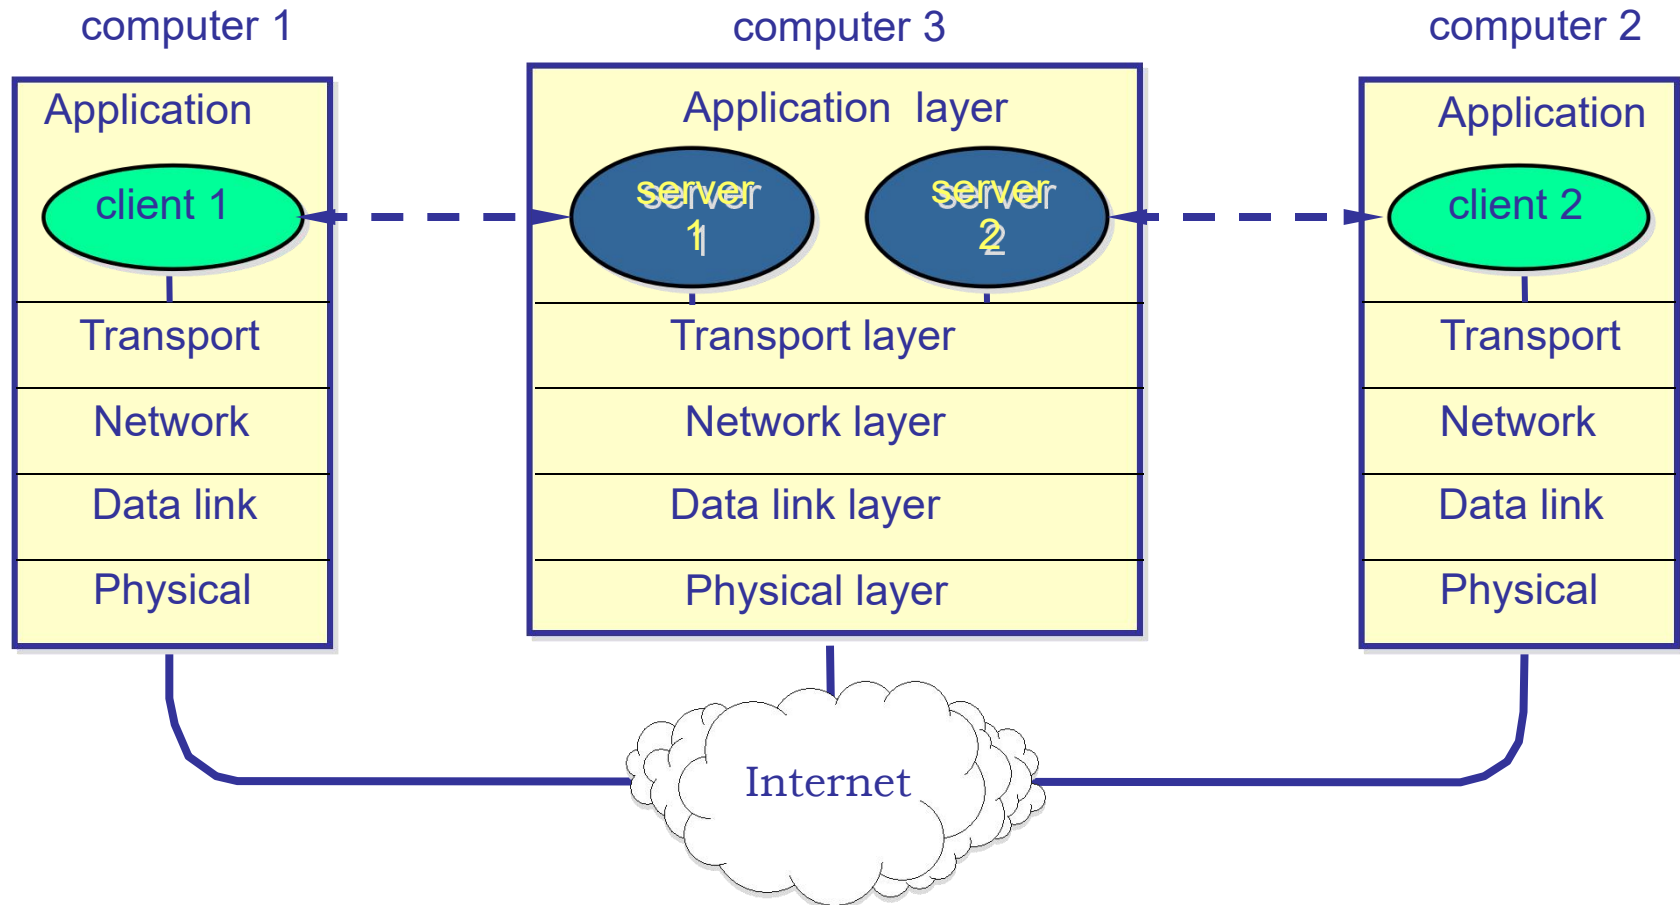 computer 1
computer 3
computer 2
Application
client 1
Transport
Network
Data link
Physical
Application layer
server
1
server
2
Transport layer
Network layer
Data link layer
Physical layer
Application
client 2
Transport
Network
Data link
Physical
Internet